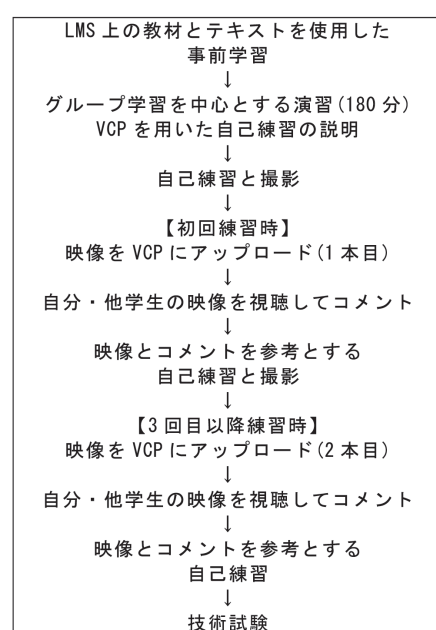 LMS 上の教材とテキストを使用した
事前学習
↓
グループ学習を中心とする演習(180 分)
VCP を用いた自己練習の説明
↓
自己練習と撮影
↓
【初回練習時】
映像を VCP にアップロード(1 本目)
↓
自分・他学生の映像を視聴してコメント
↓
映像とコメントを参考とする
自己練習と撮影
↓
【3 回目以降練習時】
映像を VCP にアップロード(2 本目)
↓
自分・他学生の映像を視聴してコメント
↓
映像とコメントを参考とする
自己練習
↓
技術試験